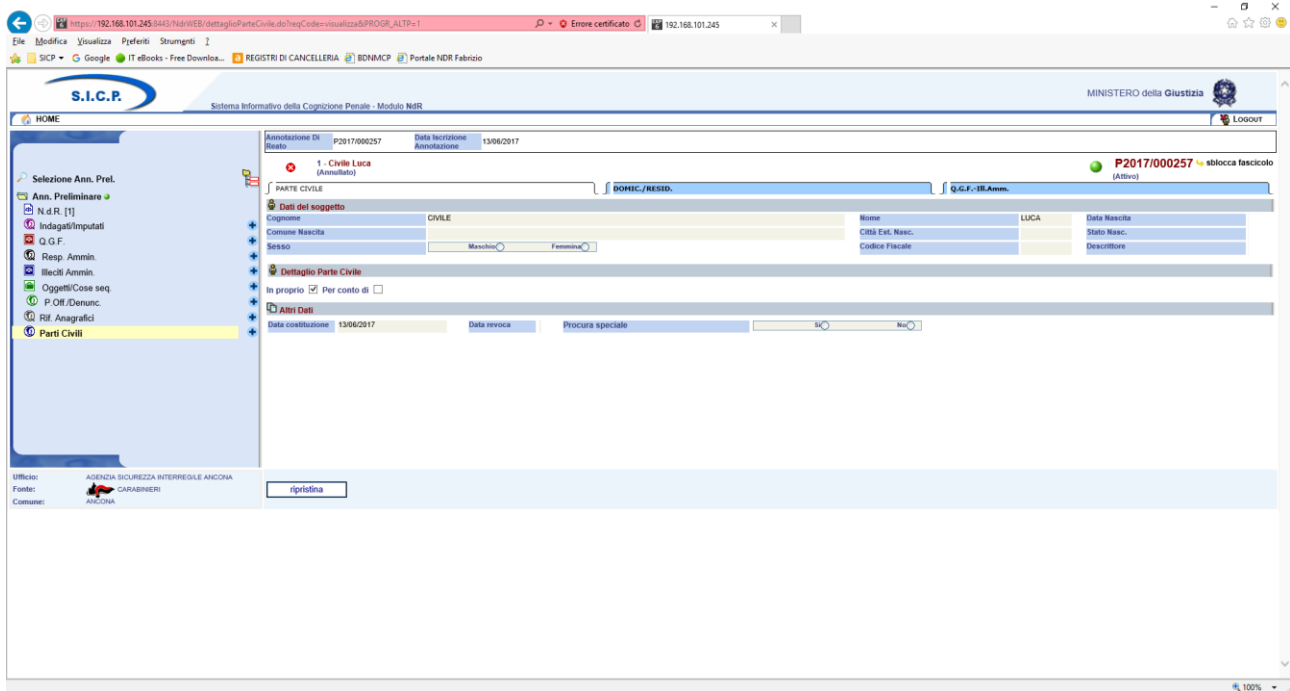 https://192.168.101.245:8443/NdrWEB/dettaglioParteCivile.do?reqCode=visualizza&PROGR_ALTP=1 Errore certificato 192.168.101.245
File Modifica Visualizza Preferiti Strumenti ?
SICP Google IT eBooks - Free Downloa... REGISTRI DI CANCELLERIA BDNMCP Portale NDR Fabrizio
S.I.C.P.
Sistema Informativo della Cognizione Penale - Modulo NdR
MINISTERO della Giustizia
HOME LOGOUT
Annotazione Di Reato P2017/000257 Data Iscrizione Annotazione 13/06/2017
1 - Civile Luca
(Annullato)
P2017/000257 sblocca fascicolo
(Attivo)
Selezione Ann. Prel.
Ann. Preliminare
N.d.R. [1]
Indagati/Imputati
Q.G.F.
Resp. Ammin.
Illeciti Ammin.
Oggetti/Cose seq.
P.Off./Denunc.
Rif. Anagrafici
Parti Civili
PARTE CIVILE DOMIC./RESID. Q.G.F.-Ill.Amm.
Dati del soggetto
Cognome CIVILE Nome LUCA Data Nascita
Comune Nascita Città Est. Nasc. Stato Nasc.
Sesso Maschio Femmina Codice Fiscale Descrittore
Dettaglio Parte Civile
In proprio Per conto di
Altri Dati
Data costituzione 13/06/2017 Data revoca Procura speciale Si No
Ufficio: AGENZIA SICUREZZA INTERREGILE ANCONA
Fonte: CARABINIERI
Comune: ANCONA
ripristina
100%